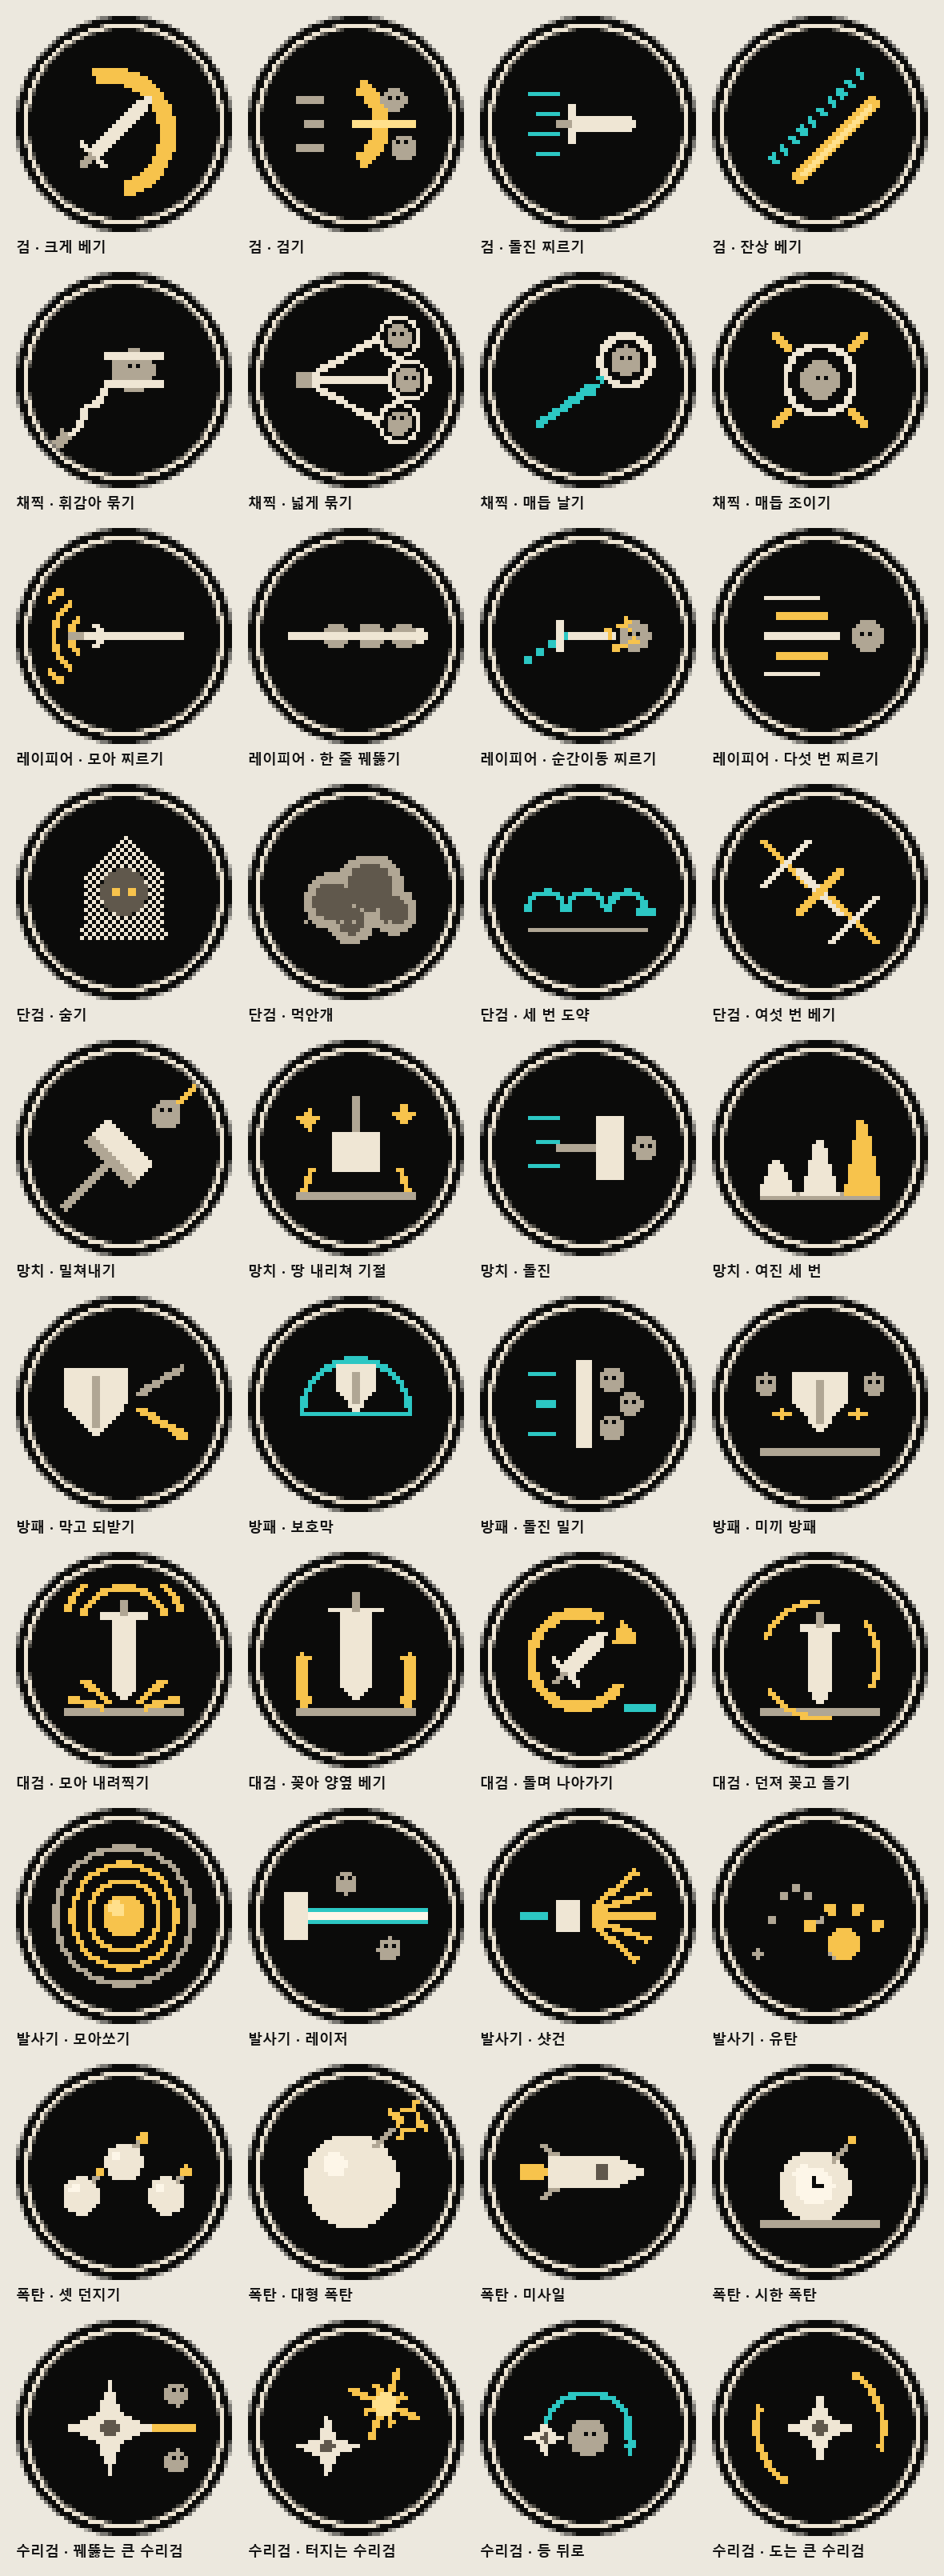 검 · 크게 베기
검 · 검기
검 · 돌진 찌르기
검 · 잔상 베기
채찍 · 휘감아 묶기
채찍 · 넓게 묶기
채찍 · 매듭 날기
채찍 · 매듭 조이기
레이피어 · 모아 찌르기
레이피어 · 한 줄 꿰뚫기
레이피어 · 순간이동 찌르기
레이피어 · 다섯 번 찌르기
단검 · 숨기
단검 · 먹안개
단검 · 세 번 도약
단검 · 여섯 번 베기
망치 · 밀쳐내기
망치 · 땅 내리쳐 기절
망치 · 돌진
망치 · 여진 세 번
방패 · 막고 되받기
방패 · 보호막
방패 · 돌진 밀기
방패 · 미끼 방패
대검 · 모아 내려찍기
대검 · 꽂아 양옆 베기
대검 · 돌며 나아가기
대검 · 던져 꽂고 돌기
발사기 · 모아쏘기
발사기 · 레이저
발사기 · 샷건
발사기 · 유탄
폭탄 · 셋 던지기
폭탄 · 대형 폭탄
폭탄 · 미사일
폭탄 · 시한 폭탄
수리검 · 꿰뚫는 큰 수리검
수리검 · 터지는 수리검
수리검 · 등 뒤로
수리검 · 도는 큰 수리검